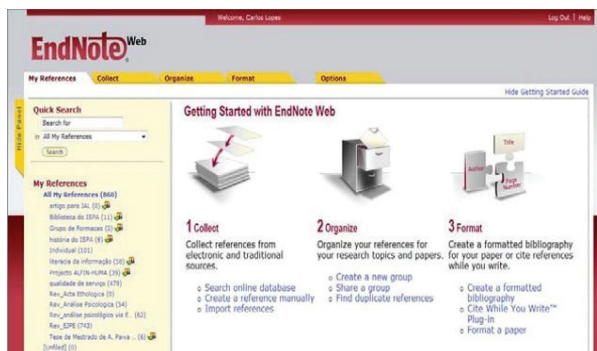 Welcome, Carlos Lopes
Log Out | Help
EndNote Web
My References
Collect
Organize
Format
Options
Hide Getting Started Guide
Hide Panel
Quick Search
Search for
in All My References
Search
My References
All My References (860)
artigo para JAL (0)
Biblioteca do ISPA (11)
Grupo de Formacao
história do ISPA (6)
Individual (101)
literacia da informação (58)
Projecto ALFIN-HUMA (39)
qualidade de serviço (479)
Rev_Acta Ethologica (0)
Rev_Análise Psicologica (54)
Rev_análise psicológica via E.. (62)
Rev_EJPE (743)
Tese de Mestrado de A. Paiva .. (6)
[Unfiled] (0)
Getting Started with EndNote Web
1 Collect
Collect references from
electronic and traditional
sources.
Search online database
Create a reference manually
Import references
2 Organize
Organize your references for
your research topics and papers.
Create a new group
Share a group
Find duplicate references
Title
Author
Page
Number
3 Format
Create a formatted bibliography
for your paper or cite references
while you write.
Create a formatted
bibliography
Cite While You Write™
Plug-in
Format a paper